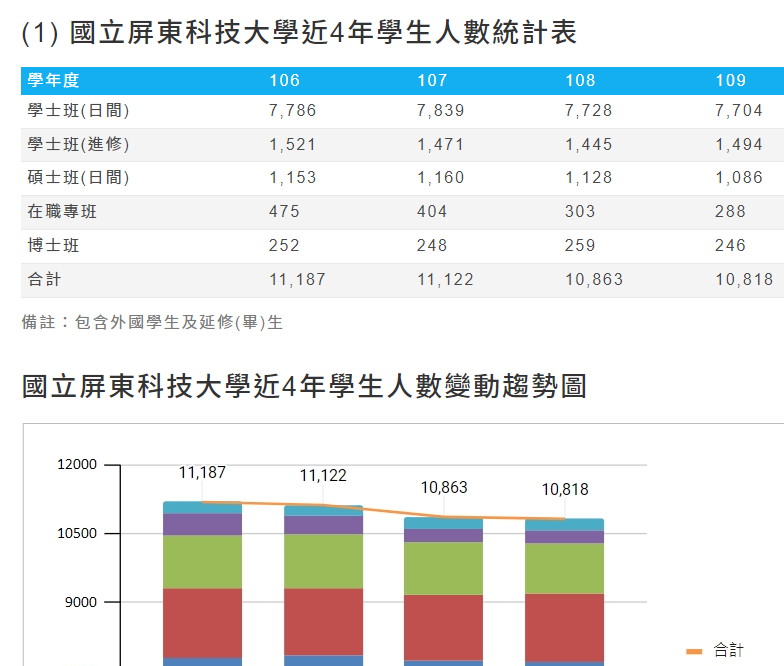 (1) 國立屏東科技大學近4年學生人數統計表
學年度 106 107 108 109
學士班(日間) 7,786 7,839 7,728 7,704
學士班(進修) 1,521 1,471 1,445 1,494
碩士班(日間) 1,153 1,160 1,128 1,086
在職專班 475 404 303 288
博士班 252 248 259 246
合計 11,187 11,122 10,863 10,818
備註：包含外國學生及延修(畢)生
國立屏東科技大學近4年學生人數變動趨勢圖
12000
11,187 11,122 10,863 10,818
10500
9000
合計